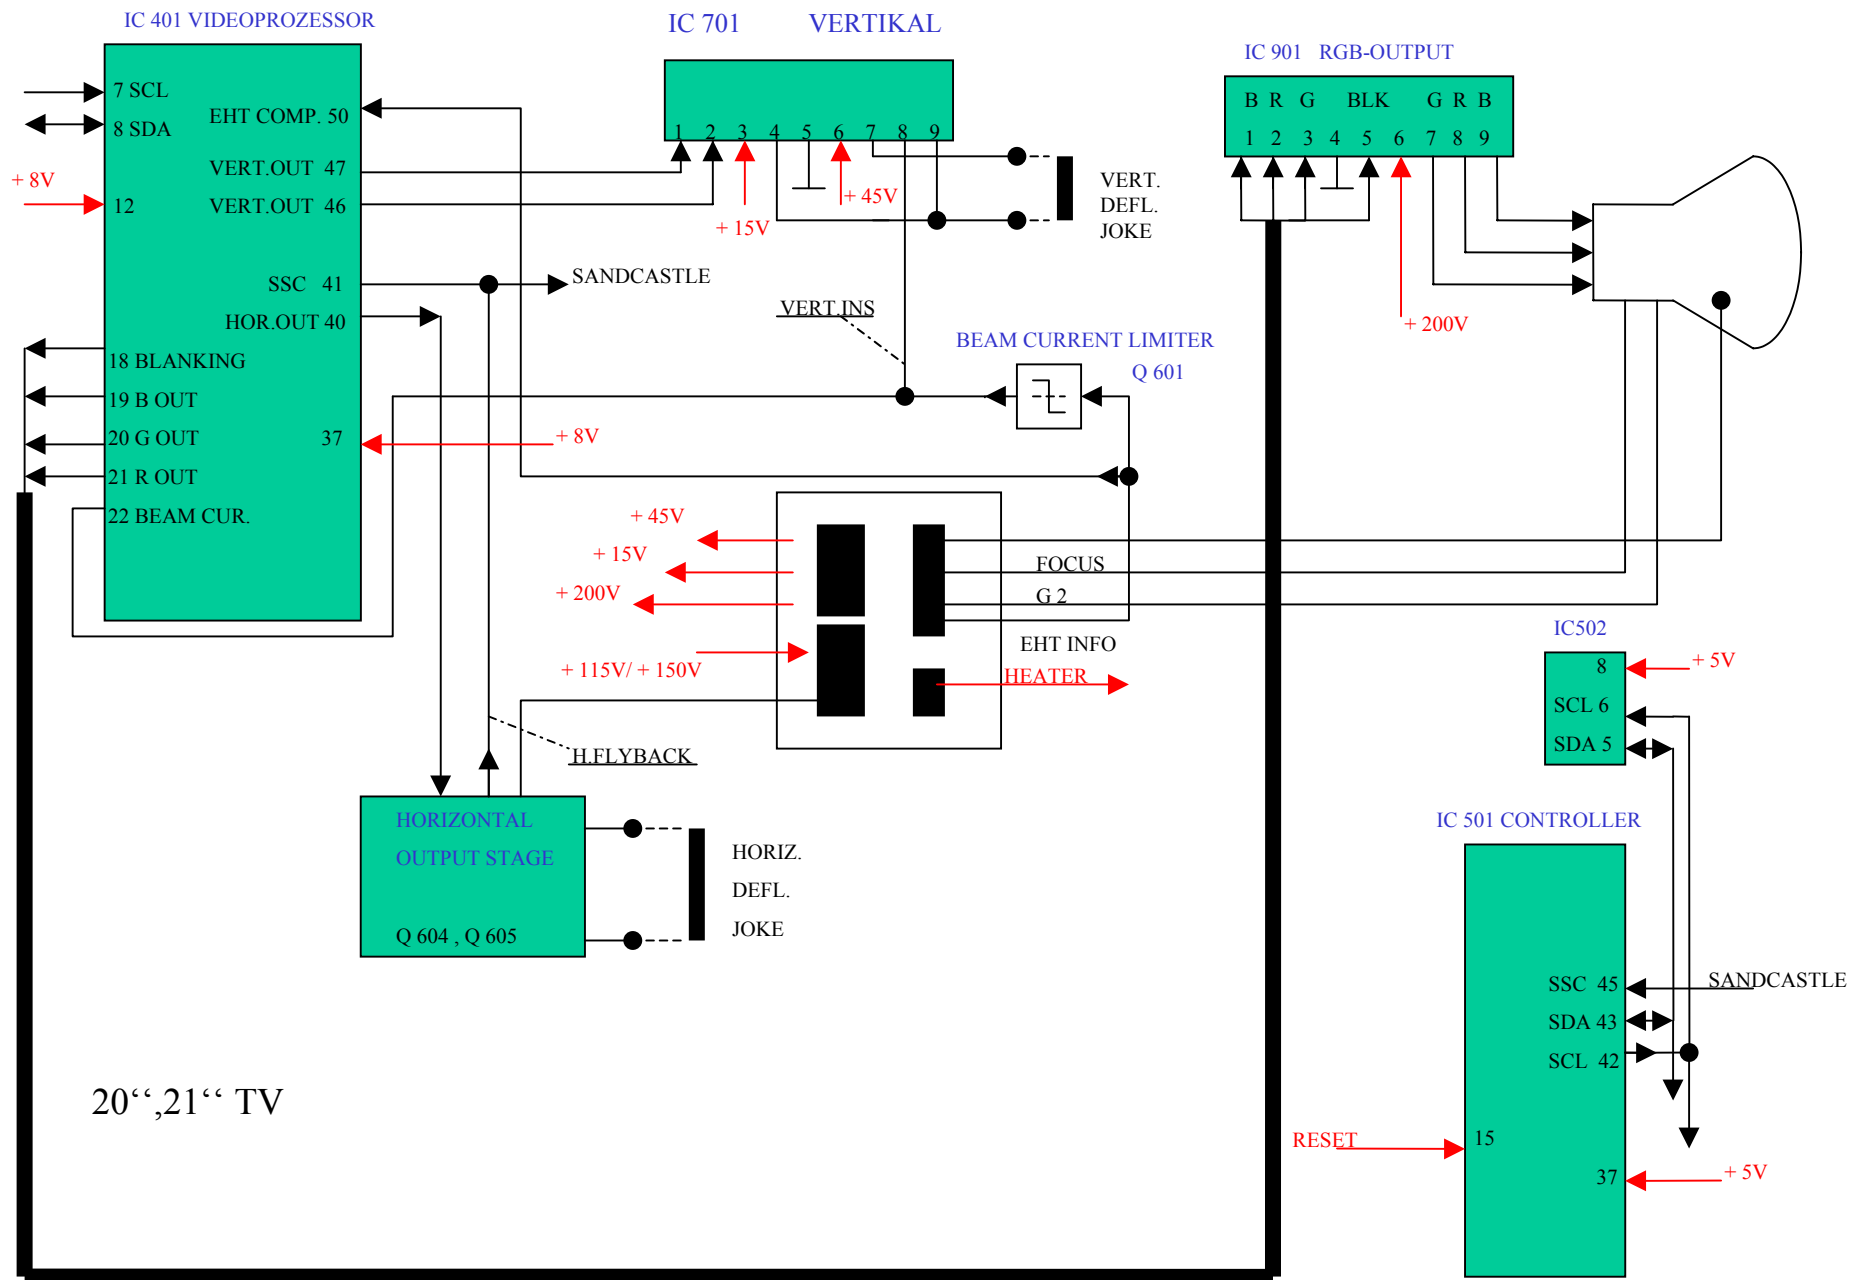 IC 401 VIDEOPROZESSOR
7 SCL
8 SDA
EHT COMP. 50
VERT.OUT 47
+ 8V
12
VERT.OUT 46
SSC 41
HOR.OUT 40
18 BLANKING
19 B OUT
20 G OUT
37
+ 8V
21 R OUT
22 BEAM CUR.
SANDCASTLE
IC 701 VERTIKAL
1 2 3 4 5 6 7 8 9
+ 15V
+ 45V
VERT.
DEFL.
JOKE
VERT.INS
BEAM CURRENT LIMITER
Q 601
IC 901 RGB-OUTPUT
B R G BLK G R B
1 2 3 4 5 6 7 8 9
+ 200V
+ 45V
+ 15V
+ 200V
+ 115V/ + 150V
FOCUS
G 2
EHT INFO
HEATER
H.FLYBACK
HORIZONTAL
OUTPUT STAGE
Q 604 , Q 605
HORIZ.
DEFL.
JOKE
IC502
8
+ 5V
SCL 6
SDA 5
IC 501 CONTROLLER
SSC 45
SANDCASTLE
SDA 43
SCL 42
RESET
15
37
+ 5V
20“,21“ TV